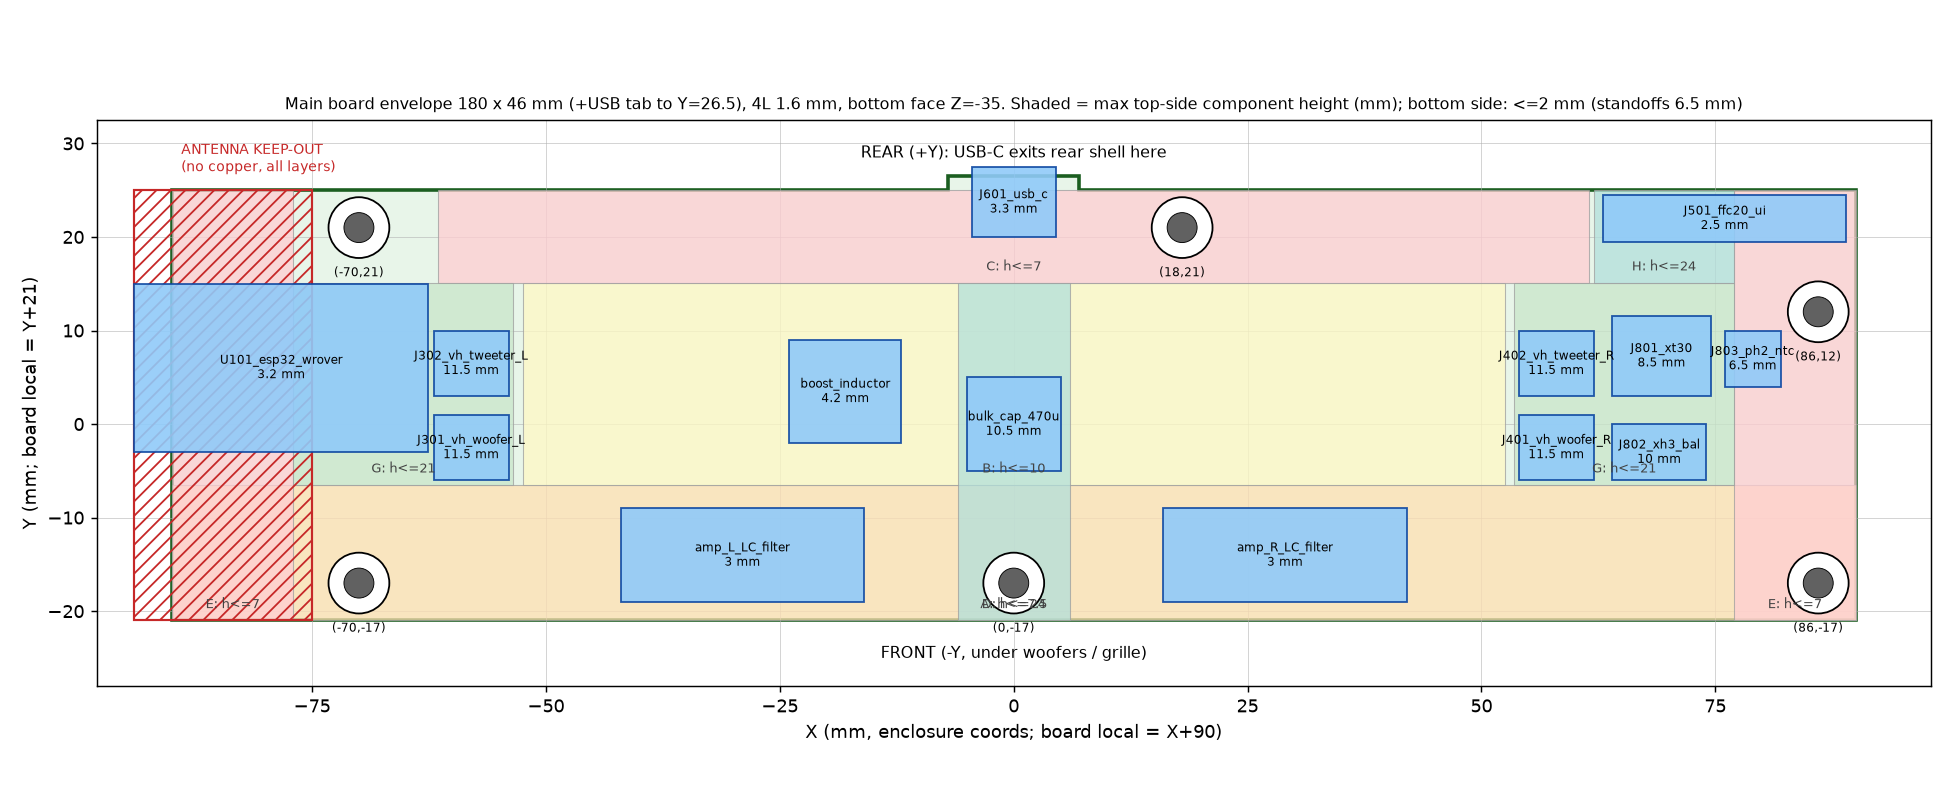 Main board envelope 180 x 46 mm (+USB tab to Y=26.5), 4L 1.6 mm, bottom face Z=-35. Shaded = max top-side component height (mm); bottom side: <=2 mm (standoffs 6.5 mm)
ANTENNA KEEP-OUT
(no copper, all layers)
REAR (+Y): USB-C exits rear shell here
J601_usb_c
3.3 mm
J501_ffc20_ui
2.5 mm
(-70,21)
C: h<=7
(18,21)
H: h<=24
U101_esp32_wrover
3.2 mm
J302_vh_tweeter_L
11.5 mm
boost_inductor
4.2 mm
J402_vh_tweeter_R
11.5 mm
J801_xt30
8.5 mm
J803_ph2_ntc
6.5 mm
(86,12)
bulk_cap_470u
10.5 mm
J301_vh_woofer_L
11.5 mm
J401_vh_woofer_R
11.5 mm
J802_xh3_bal
10 mm
G: h<=21
B: h<=10
G: h<=21
amp_L_LC_filter
3 mm
amp_R_LC_filter
3 mm
E: h<=7
E: h<=7
(-70,-17)
(0,-17)
(86,-17)
FRONT (-Y, under woofers / grille)
30
20
10
0
−10
−20
−75
−50
−25
0
25
50
75
X (mm, enclosure coords; board local = X+90)
Y (mm; board local = Y+21)